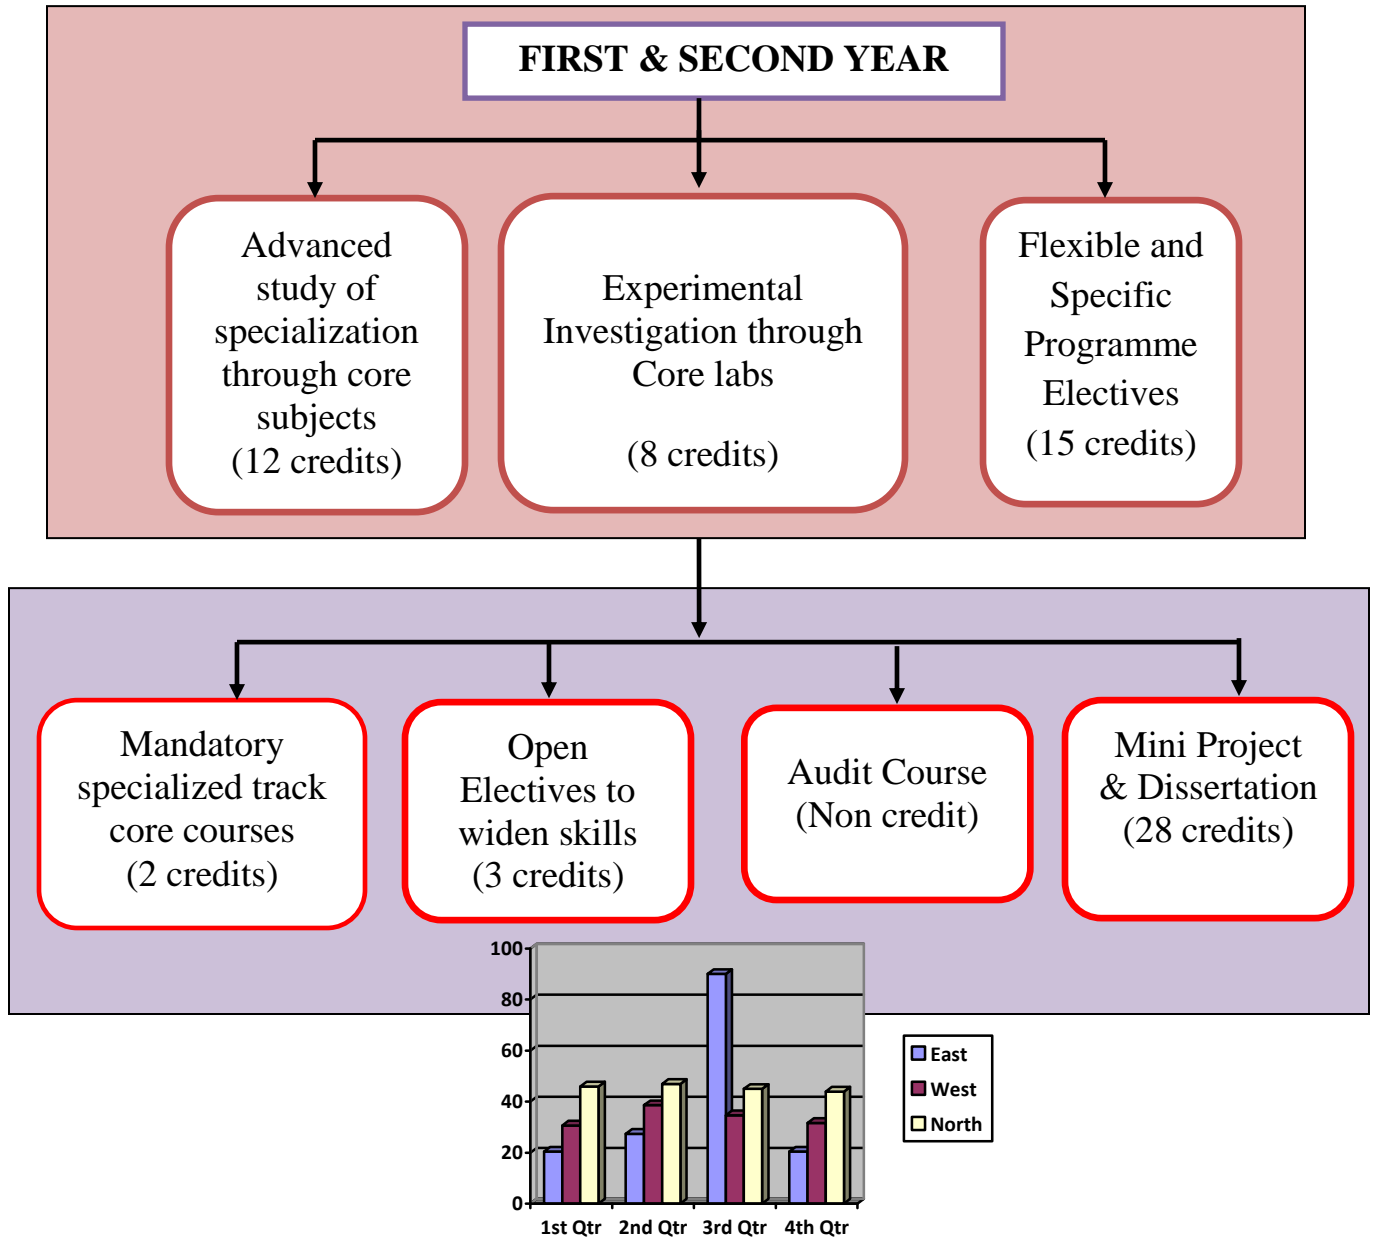 FIRST & SECOND YEAR
Advanced
study of
specialization
through core
subjects
(12 credits)
Experimental
Investigation through
Core labs
(8 credits)
Flexible and
Specific
Programme
Electives
(15 credits)
Mandatory
specialized track
core courses
(2 credits)
Open
Electives to
widen skills
(3 credits)
Audit Course
(Non credit)
Mini Project
& Dissertation
(28 credits)
100
80
60
40
20
0
1st Qtr 2nd Qtr 3rd Qtr 4th Qtr
East
West
North